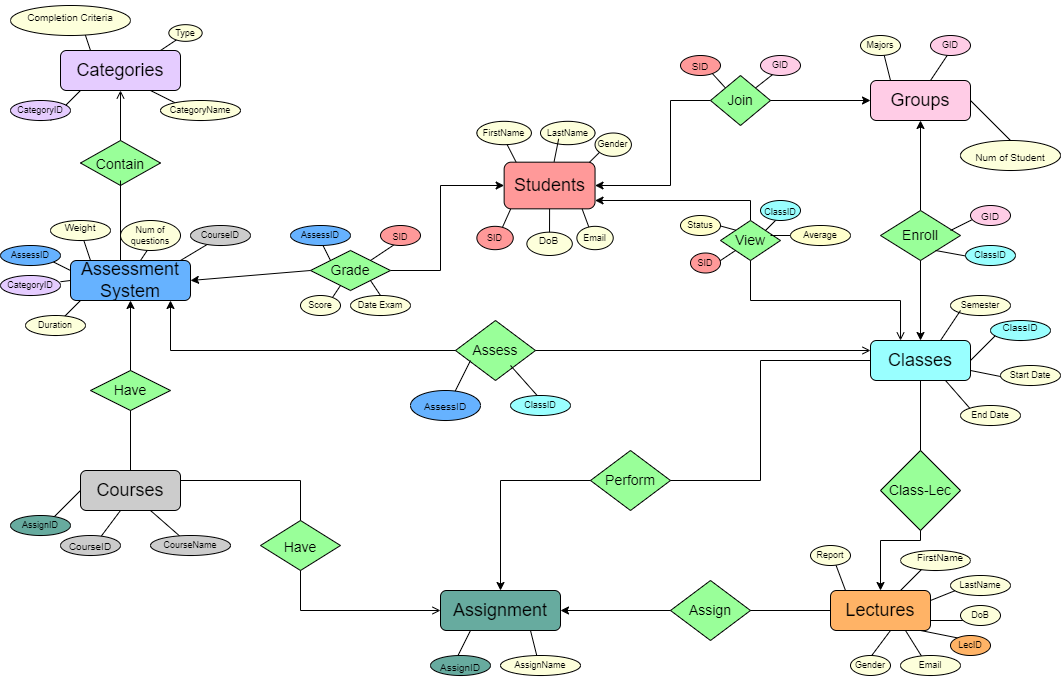 Completion Criteria
Type
Categories
CategoryID
CategoryName
Contain
Weight
Num of
questions
CourseID
AssessID
CategoryID
Assessment
System
Duration
FirstName
LastName
Gender
Students
SID
DoB
Email
SID
GID
Join
Majors
GID
Groups
Num of Student
AssessID
SID
Grade
Score
Date Exam
Status
ClassID
View
Average
SID
GID
Enroll
ClassID
Semester
ClassID
Classes
Start Date
End Date
Assess
AssessID
ClassID
Have
Courses
AssignID
CourseID
CourseName
Have
Perform
Class-Lec
Assignment
AssignID
AssignName
Assign
Report
FirstName
LastName
Lectures
DoB
LecID
Gender
Email